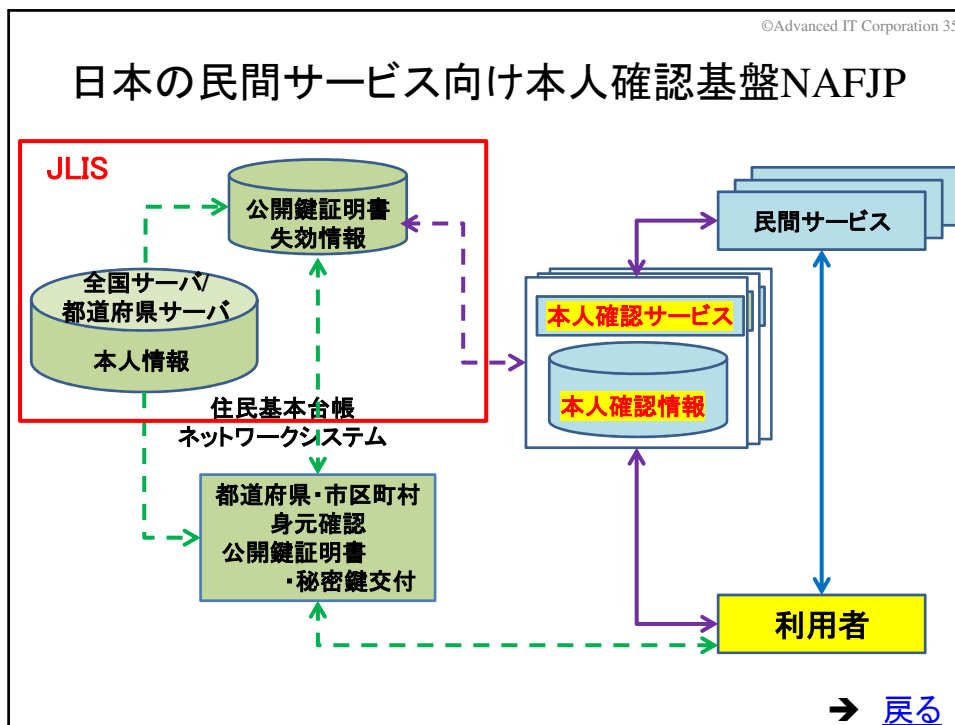 ©Advanced IT Corporation 35
日本の民間サービス向け本人確認基盤NAFJP
JLIS
公開鍵証明書
失効情報
民間サービス
全国サーバ/
都道府県サーバ
本人情報
本人確認サービス
本人確認情報
住民基本台帳
ネットワークシステム
都道府県・市区町村
身元確認
公開鍵証明書
・秘密鍵交付
利用者
➔ 戻る